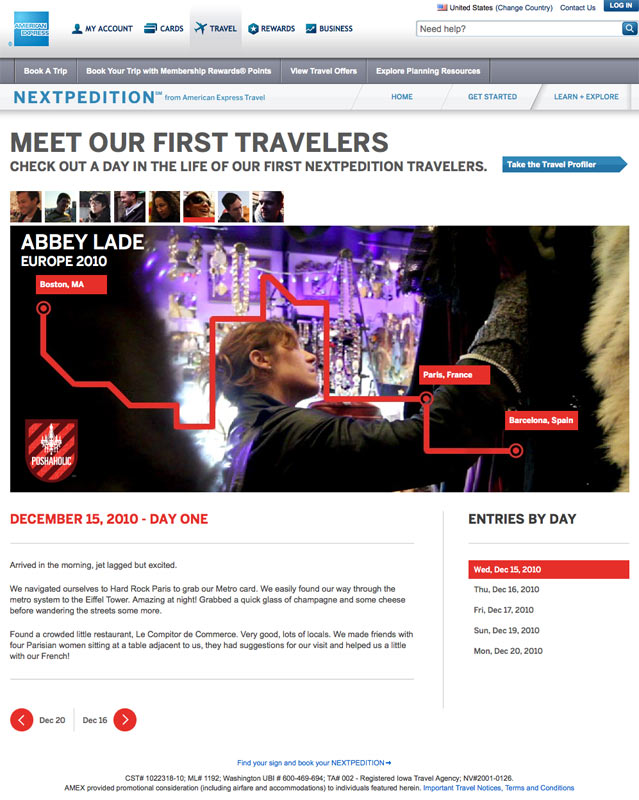 United States (Change Country) Contact Us LOG IN
AMERICAN EXPRESS
®
MY ACCOUNT CARDS TRAVEL REWARDS BUSINESS
Need help?
Book A Trip Book Your Trip with Membership Rewards® Points View Travel Offers Explore Planning Resources
NEXTPEDITION℠ from American Express Travel HOME GET STARTED LEARN + EXPLORE
MEET OUR FIRST TRAVELERS
CHECK OUT A DAY IN THE LIFE OF OUR FIRST NEXTPEDITION TRAVELERS.
Take the Travel Profiler
ABBEY LADE
EUROPE 2010
Boston, MA
Paris, France
Barcelona, Spain
POSHAHOLIC
DECEMBER 15, 2010 - DAY ONE
Arrived in the morning, jet lagged but excited.
We navigated ourselves to Hard Rock Paris to grab our Metro card. We easily found our way through the
metro system to the Eiffel Tower. Amazing at night! Grabbed a quick glass of champagne and some cheese
before wandering the streets some more.
Found a crowded little restaurant, Le Compitor de Commerce. Very good, lots of locals. We made friends with
four Parisian women sitting at a table adjacent to us, they had suggestions for our visit and helped us a little
with our French!
Dec 20 Dec 16
ENTRIES BY DAY
Wed, Dec 15, 2010
Thu, Dec 16, 2010
Fri, Dec 17, 2010
Sun, Dec 19, 2010
Mon, Dec 20, 2010
Find your sign and book your NEXTPEDITION
CST# 1022318-10; ML# 1192; Washington UBI # 600-469-694; TA# 002 - Registered Iowa Travel Agency; NV#2001-0126.
AMEX provided promotional consideration (including airfare and accommodations) to individuals featured herein. Important Travel Notices, Terms and Conditions